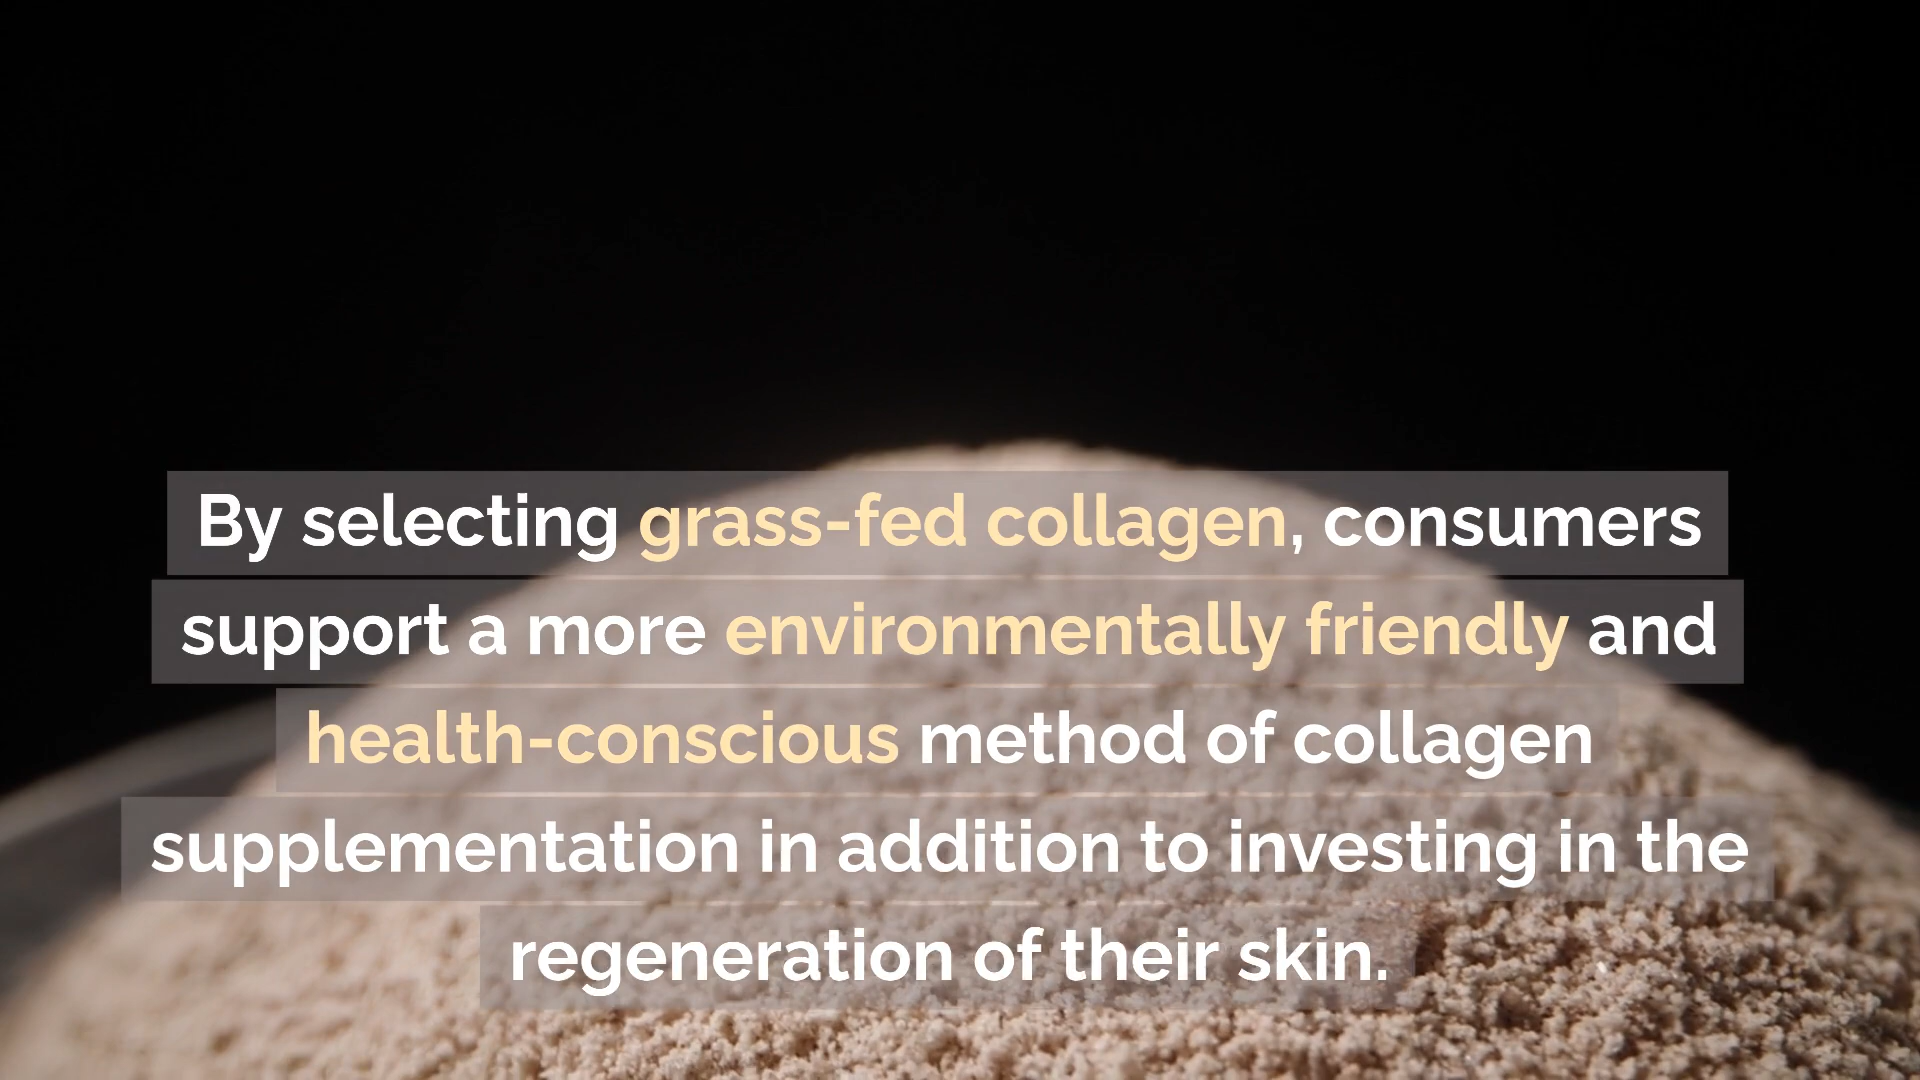 By selecting grass-fed collagen, consumers
support a more environmentally friendly and
health-conscious method of collagen
supplementation in addition to investing in the
regeneration of their skin.